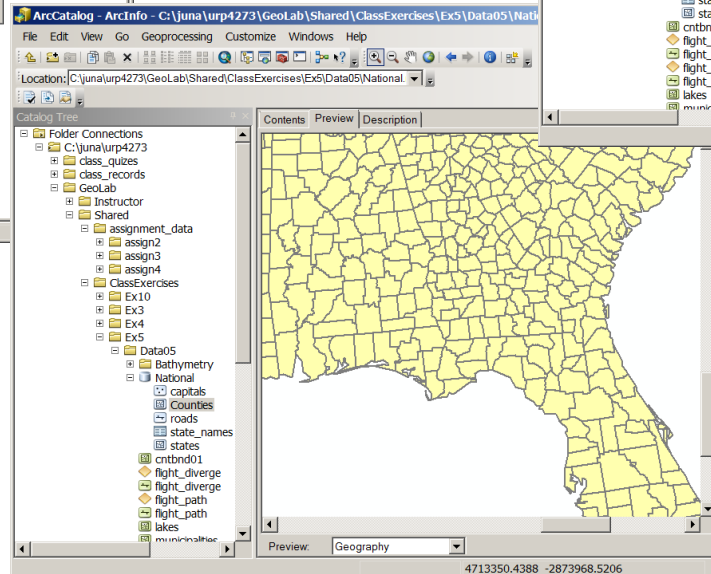 ArcCatalog - ArcInfo - C:\juna\urp4273\GeoLab\Shared\ClassExercises\Ex5\Data05\Nati
File Edit View Go Geoprocessing Customize Windows Help
Location: C:\juna\urp4273\GeoLab\Shared\ClassExercises\Ex5\Data05\National.
Catalog Tree
Folder Connections
C:\juna\urp4273
class_quizes
class_records
GeoLab
Instructor
Shared
assignment_data
assign2
assign3
assign4
ClassExercises
Ex10
Ex3
Ex4
Ex5
Data05
Bathymetry
National
capitals
Counties
roads
state_names
states
cntbnd01
flight_diverge
flight_diverge
flight_path
flight_path
lakes
municipalities
Contents Preview Description
Preview: Geography
4713350.4388 -2873968.5206
sta
cntbn
flight_
flight_
flight_
flight_
lakes
munic